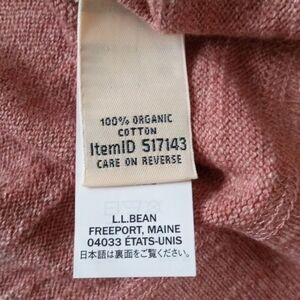 100% ORGANIC
COTTON
ItemID 517143
CARE ON REVERSE
L.L.BEAN
FREEPORT, MAINE
04033 ÉTATS-UNIS
日本語は裏面をご覧ください。